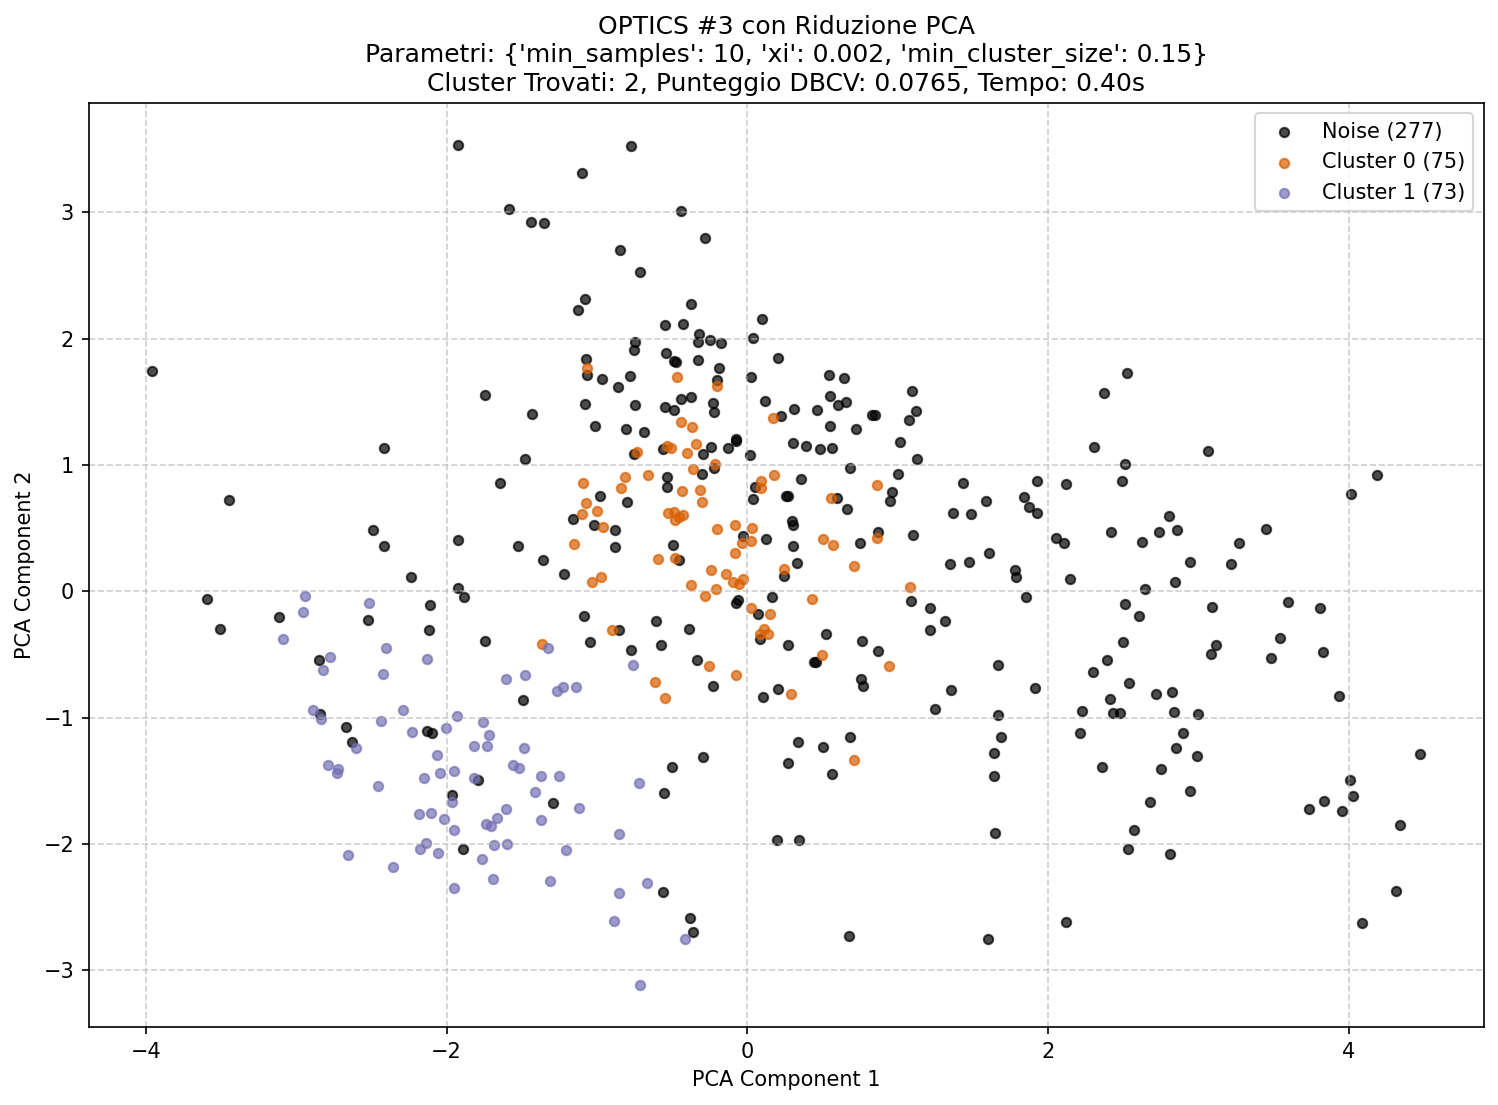 OPTICS #3 con Riduzione PCA
Parametri: {'min_samples': 10, 'xi': 0.002, 'min_cluster_size': 0.15}
Cluster Trovati: 2, Punteggio DBCV: 0.0765, Tempo: 0.40s
Noise (277)
Cluster 0 (75)
Cluster 1 (73)
PCA Component 2
3
2
1
0
−1
−2
−3
−4
−2
0
2
4
PCA Component 1